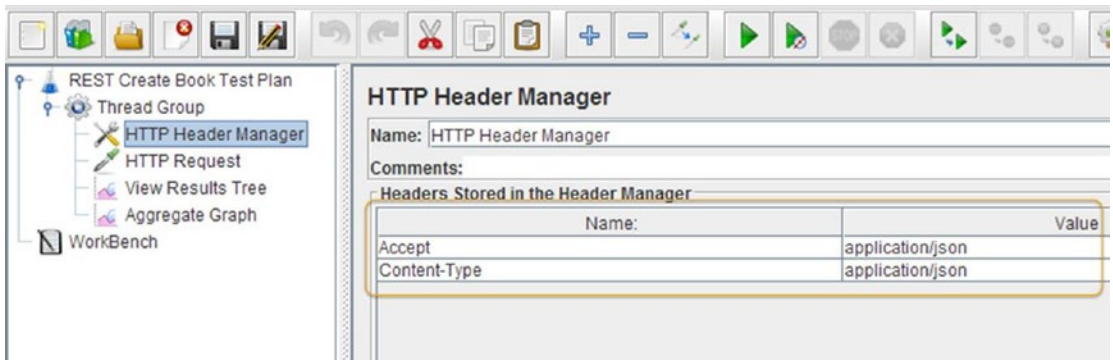 REST Create Book Test Plan
Thread Group
HTTP Header Manager
HTTP Request
View Results Tree
Aggregate Graph
WorkBench
HTTP Header Manager
Name: HTTP Header Manager
Comments:
Headers Stored in the Header Manager
Name: Value
Accept application/json
Content-Type application/json